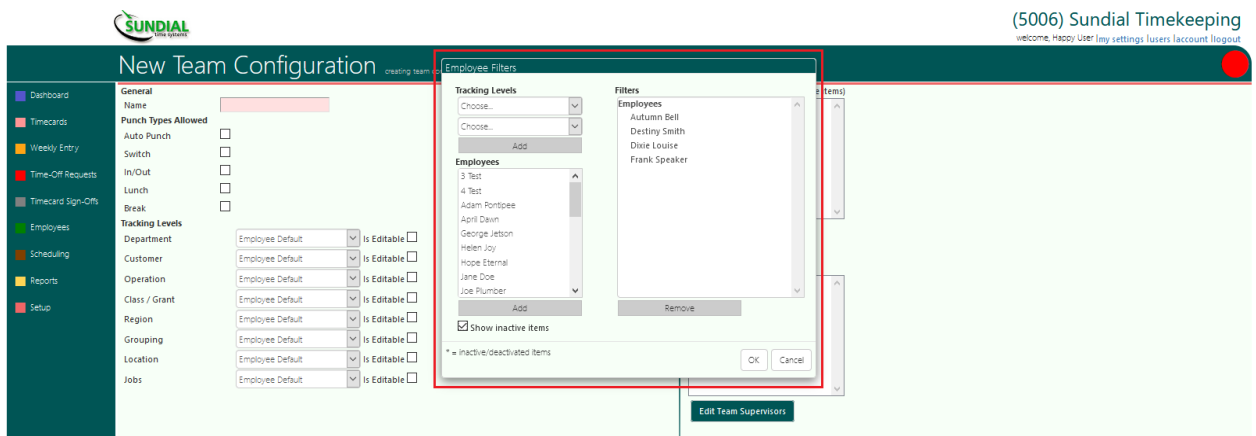 SUNDIAL
time systems
(5006) Sundial Timekeeping
welcome, Happy User |my settings |users |account |logout
New Team Configuration creating team co
Dashboard
Timecards
Weekly Entry
Time-Off Requests
Timecard Sign-Offs
Employees
Scheduling
Reports
Setup
General
Name
Punch Types Allowed
Auto Punch
Switch
In/Out
Lunch
Break
Tracking Levels
Department Employee Default Is Editable
Customer Employee Default Is Editable
Operation Employee Default Is Editable
Class / Grant Employee Default Is Editable
Region Employee Default Is Editable
Grouping Employee Default Is Editable
Location Employee Default Is Editable
Jobs Employee Default Is Editable
Employee Filters
Tracking Levels
Choose...
Choose...
Add
Employees
3 Test
4 Test
Adam Pontipee
April Dawn
George Jetson
Helen Joy
Hope Eternal
Jane Doe
Joe Plumber
Add
Show inactive items
* = inactive/deactivated items
Filters
Employees
Autumn Bell
Destiny Smith
Dixie Louise
Frank Speaker
Remove
OK Cancel
e items)
Edit Team Supervisors